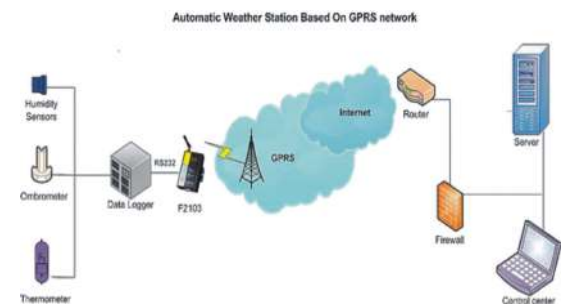 Automatic Weather Station Based On GPRS network
Humidity
Sensors
Ombrometer
Thermometer
Data Logger
RS232
F2103
GPRS
Internet
Router
Firewall
Server
Control center